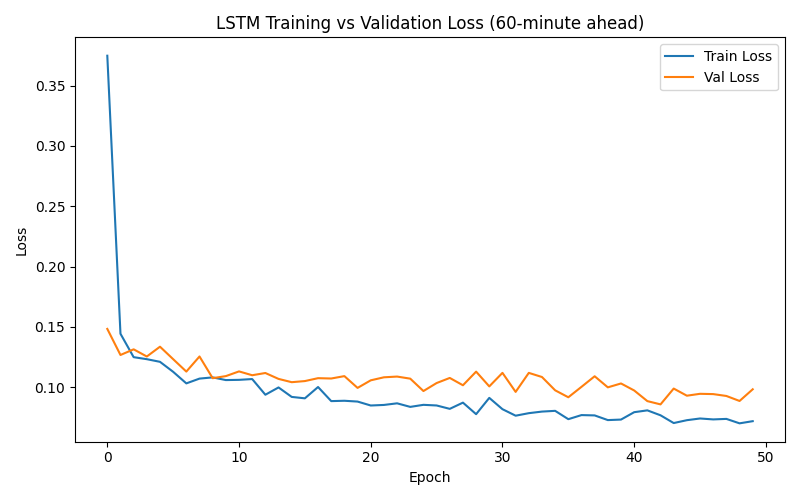 LSTM Training vs Validation Loss (60-minute ahead)
Train Loss
Val Loss
Loss
0.35
0.30
0.25
0.20
0.15
0.10
0 10 20 30 40 50
Epoch